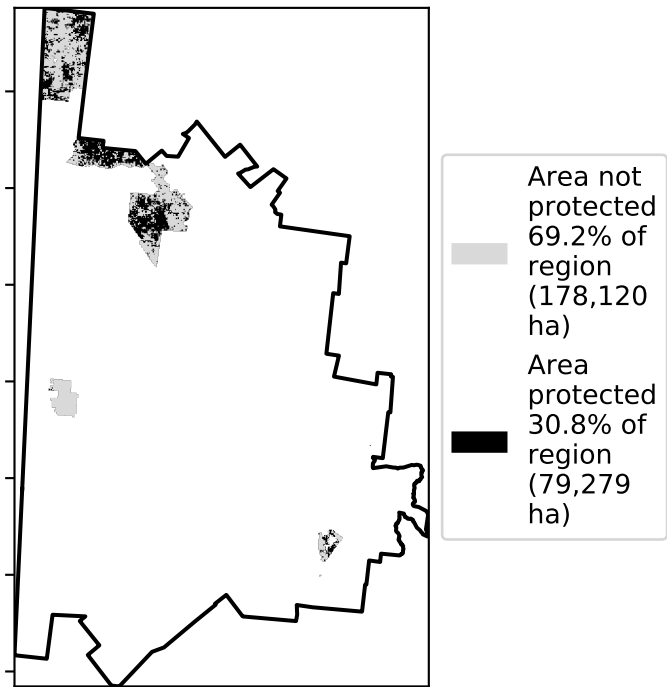 Area not
protected
69.2% of
region
(178,120
ha)
Area
protected
30.8% of
region
(79,279
ha)